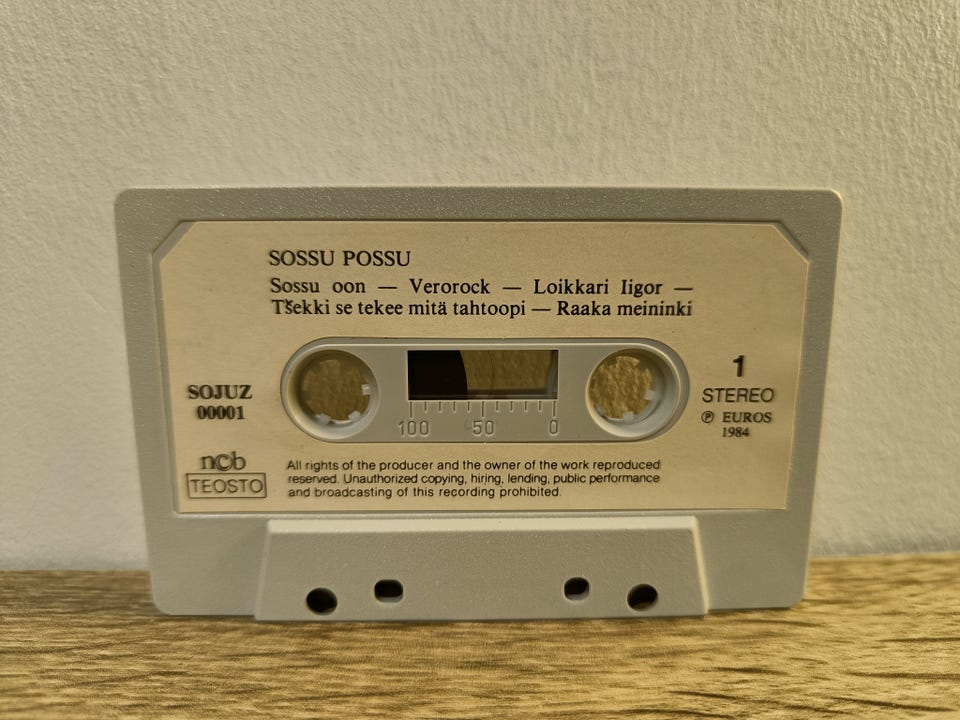 SOSSU POSSU
Sossu oon — Verorock — Loikkari Iigor —
Tšekki se tekee mitä tahtoopi — Raaka meininki
SOJUZ
00001
1
STEREO
℗ EUROS
1984
100 50 0
n©b
TEOSTO
All rights of the producer and the owner of the work reproduced
reserved. Unauthorized copying, hiring, lending, public performance
and broadcasting of this recording prohibited.